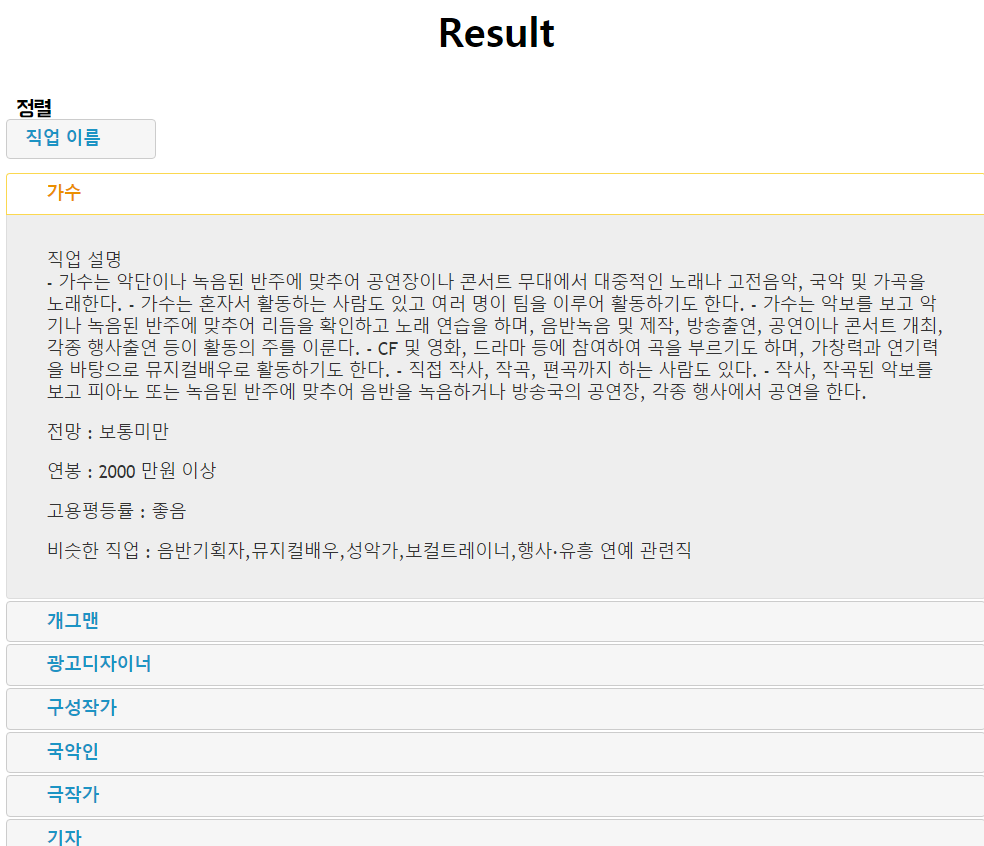 Result
정렬
직업 이름
가수
직업 설명
- 가수는 악단이나 녹음된 반주에 맞추어 공연장이나 콘서트 무대에서 대중적인 노래나 고전음악, 국악 및 가곡을
노래한다. - 가수는 혼자서 활동하는 사람도 있고 여러 명이 팀을 이루어 활동하기도 한다. - 가수는 악보를 보고 악
기나 녹음된 반주에 맞추어 리듬을 확인하고 노래 연습을 하며, 음반녹음 및 제작, 방송출연, 공연이나 콘서트 개최,
각종 행사출연 등이 활동의 주를 이룬다. - CF 및 영화, 드라마 등에 참여하여 곡을 부르기도 하며, 가창력과 연기력
을 바탕으로 뮤지컬배우로 활동하기도 한다. - 직접 작사, 작곡, 편곡까지 하는 사람도 있다. - 작사, 작곡된 악보를
보고 피아노 또는 녹음된 반주에 맞추어 음반을 녹음하거나 방송국의 공연장, 각종 행사에서 공연을 한다.
전망 : 보통미만
연봉 : 2000 만원 이상
고용평등률 : 좋음
비슷한 직업 : 음반기획자,뮤지컬배우,성악가,보컬트레이너,행사·유흥 연예 관련직
개그맨
광고디자이너
구성작가
국악인
극작가
기자